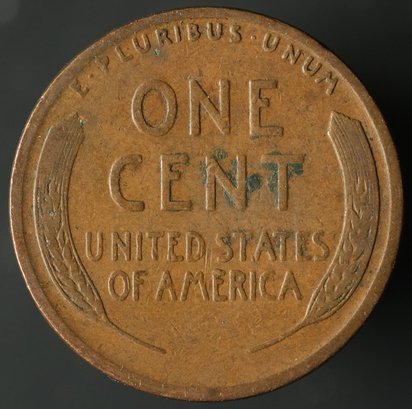 E·PLURIBUS·UNUM
ONE
CENT
UNITED STATES
OF AMERICA